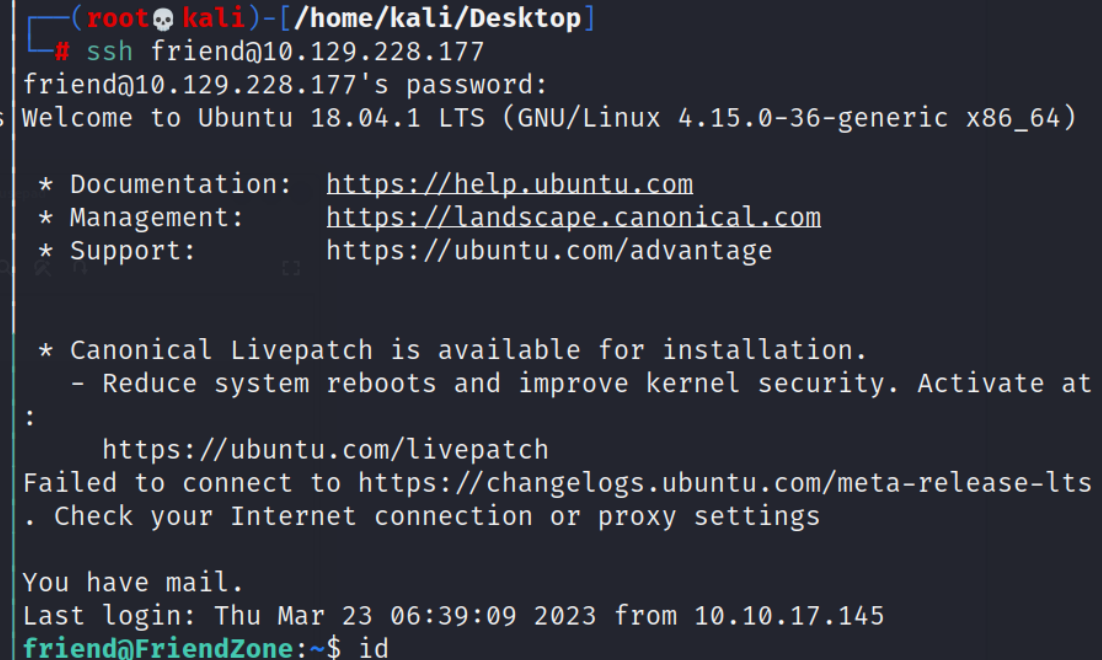 (root💀kali)-[/home/kali/Desktop]
# ssh friend@10.129.228.177
friend@10.129.228.177's password:
Welcome to Ubuntu 18.04.1 LTS (GNU/Linux 4.15.0-36-generic x86_64)
* Documentation: https://help.ubuntu.com
* Management: https://landscape.canonical.com
* Support: https://ubuntu.com/advantage
* Canonical Livepatch is available for installation.
- Reduce system reboots and improve kernel security. Activate at
:
https://ubuntu.com/livepatch
Failed to connect to https://changelogs.ubuntu.com/meta-release-lts
. Check your Internet connection or proxy settings
You have mail.
Last login: Thu Mar 23 06:39:09 2023 from 10.10.17.145
friend@FriendZone:~$ id